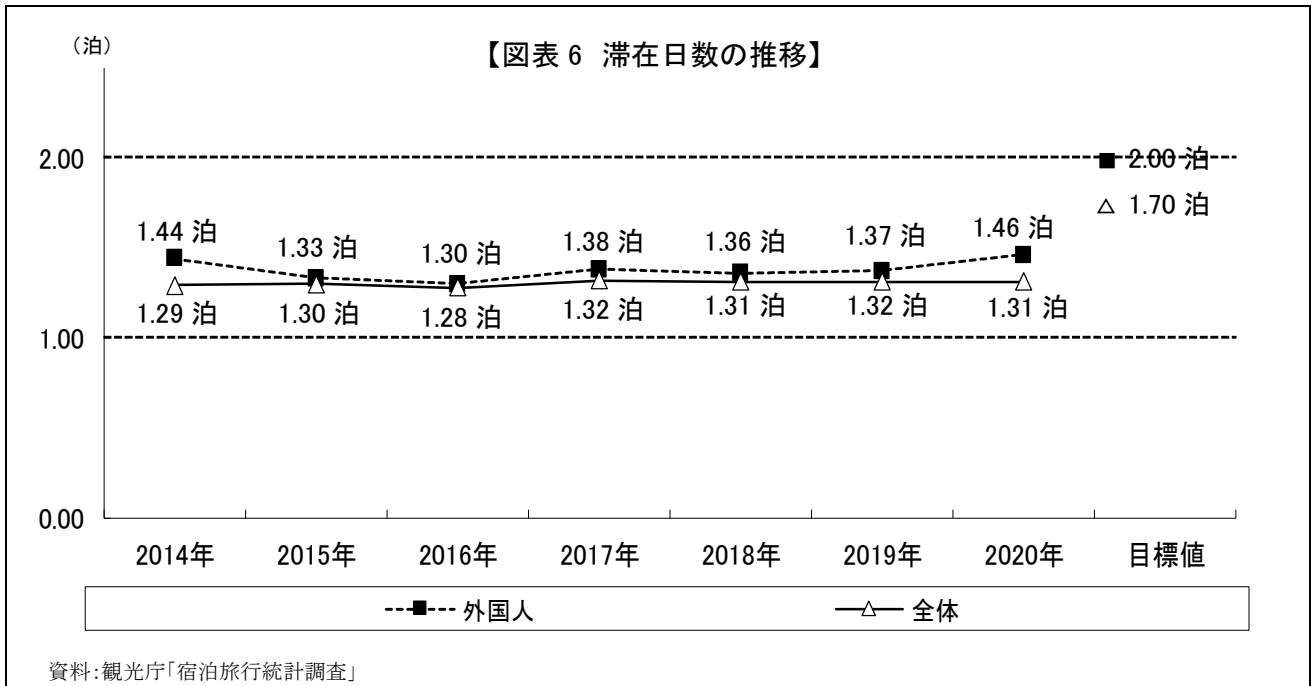 （泊）
【図表 6 滞在日数の推移】
2.00
2.00 泊
1.70 泊
1.44 泊
1.33 泊
1.30 泊
1.38 泊
1.36 泊
1.37 泊
1.46 泊
1.29 泊
1.30 泊
1.28 泊
1.32 泊
1.31 泊
1.32 泊
1.31 泊
1.00
0.00
2014年 2015年 2016年 2017年 2018年 2019年 2020年 目標値
外国人 全体
資料：観光庁「宿泊旅行統計調査」